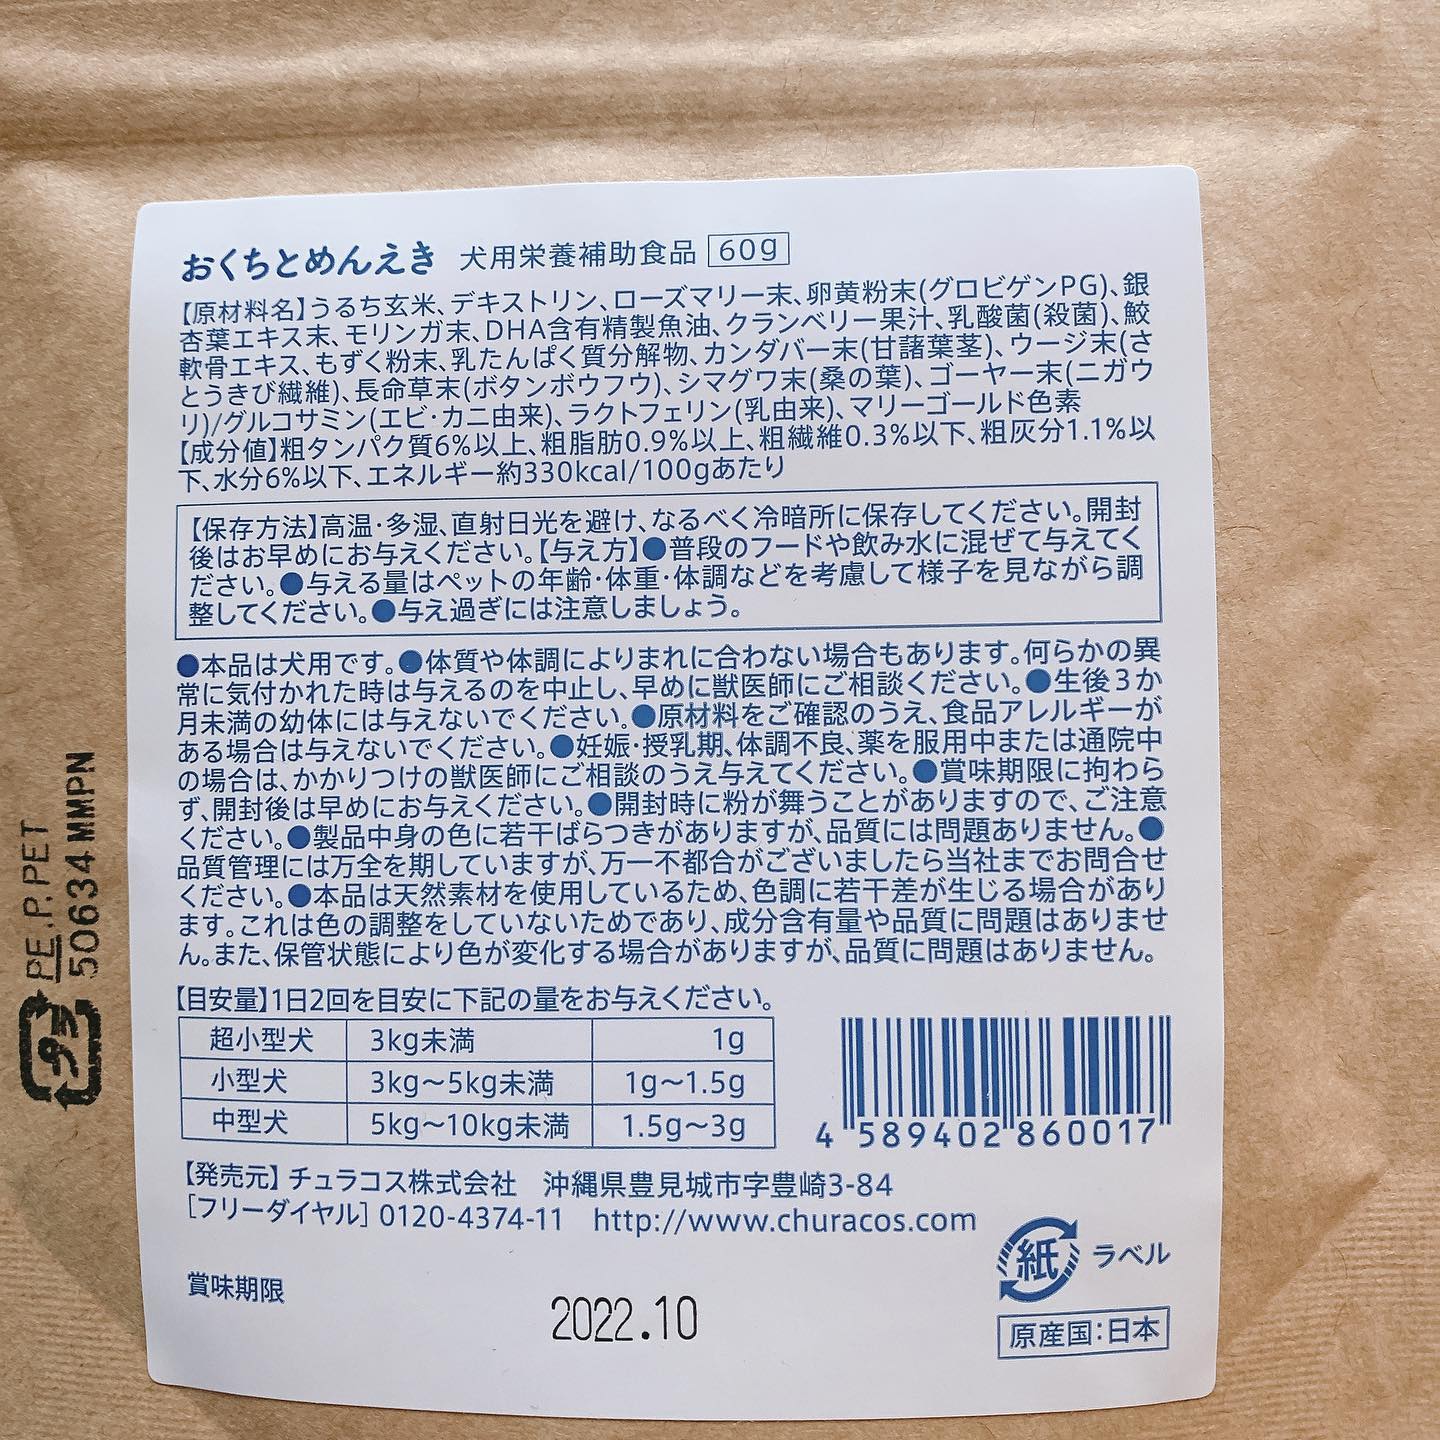 おくちとめんえき 犬用栄養補助食品 60g
【原材料名】うるち玄米、デキストリン、ローズマリー末、卵黄粉末(グロビゲンPG)、銀
杏葉エキス末、モリンガ末、DHA含有精製魚油、クランベリー果汁、乳酸菌(殺菌)、鮫
軟骨エキス、もずく粉末、乳たんぱく質分解物、カンダバー末(甘諸葉茎)、ウージ末(さ
とうきび繊維)、長命草末(ボタンボウフウ)、シマグワ末(桑の葉)、ゴーヤー末(ニガウ
リ)/グルコサミン(エビ・カニ由来)、ラクトフェリン(乳由来)、マリーゴールド色素
【成分値】粗タンパク質6%以上、粗脂肪0.9%以上、粗繊維0.3%以下、粗灰分1.1%以
下、水分6%以下、エネルギー約330kcal/100gあたり
【保存方法】高温・多湿、直射日光を避け、なるべく冷暗所に保存してください。開封
後はお早めにお与えください。【与え方】●普段のフードや飲み水に混ぜて与えてく
ださい。●与える量はペットの年齢・体重・体調などを考慮して様子を見ながら調
整してください。●与え過ぎには注意しましょう。
●本品は犬用です。●体質や体調によりまれに合わない場合もあります。何らかの異
常に気付かれた時は与えるのを中止し、早めに獣医師にご相談ください。●生後3か
月未満の幼体には与えないでください。●原材料をご確認のうえ、食品アレルギーが
ある場合は与えないでください。●妊娠・授乳期、体調不良、薬を服用中または通院中
の場合は、かかりつけの獣医師にご相談のうえ与えてください。●賞味期限に拘わら
ず、開封後は早めにお与えください。●開封時に粉が舞うことがありますので、ご注意
ください。●製品中身の色に若干ばらつきがありますが、品質には問題ありません。●
品質管理には万全を期していますが、万一不都合がございましたら当社までお問合せ
ください。●本品は天然素材を使用しているため、色調に若干差が生じる場合があり
ます。これは色の調整をしていないためであり、成分含有量や品質に問題はありませ
ん。また、保管状態により色が変化する場合がありますが、品質に問題はありません。
【目安量】1日2回を目安に下記の量をお与えください。
超小型犬 3kg未満 1g
小型犬 3kg〜5kg未満 1g〜1.5g
中型犬 5kg〜10kg未満 1.5g〜3g
4 589402 860017
【発売元】チュラコス株式会社 沖縄県豊見城市字豊崎3-84
[フリーダイヤル] 0120-4374-11 http://www.churacos.com
紙 ラベル
賞味期限
2022.10
原産国：日本
プラ
PE.P.PET
50634 MMPN